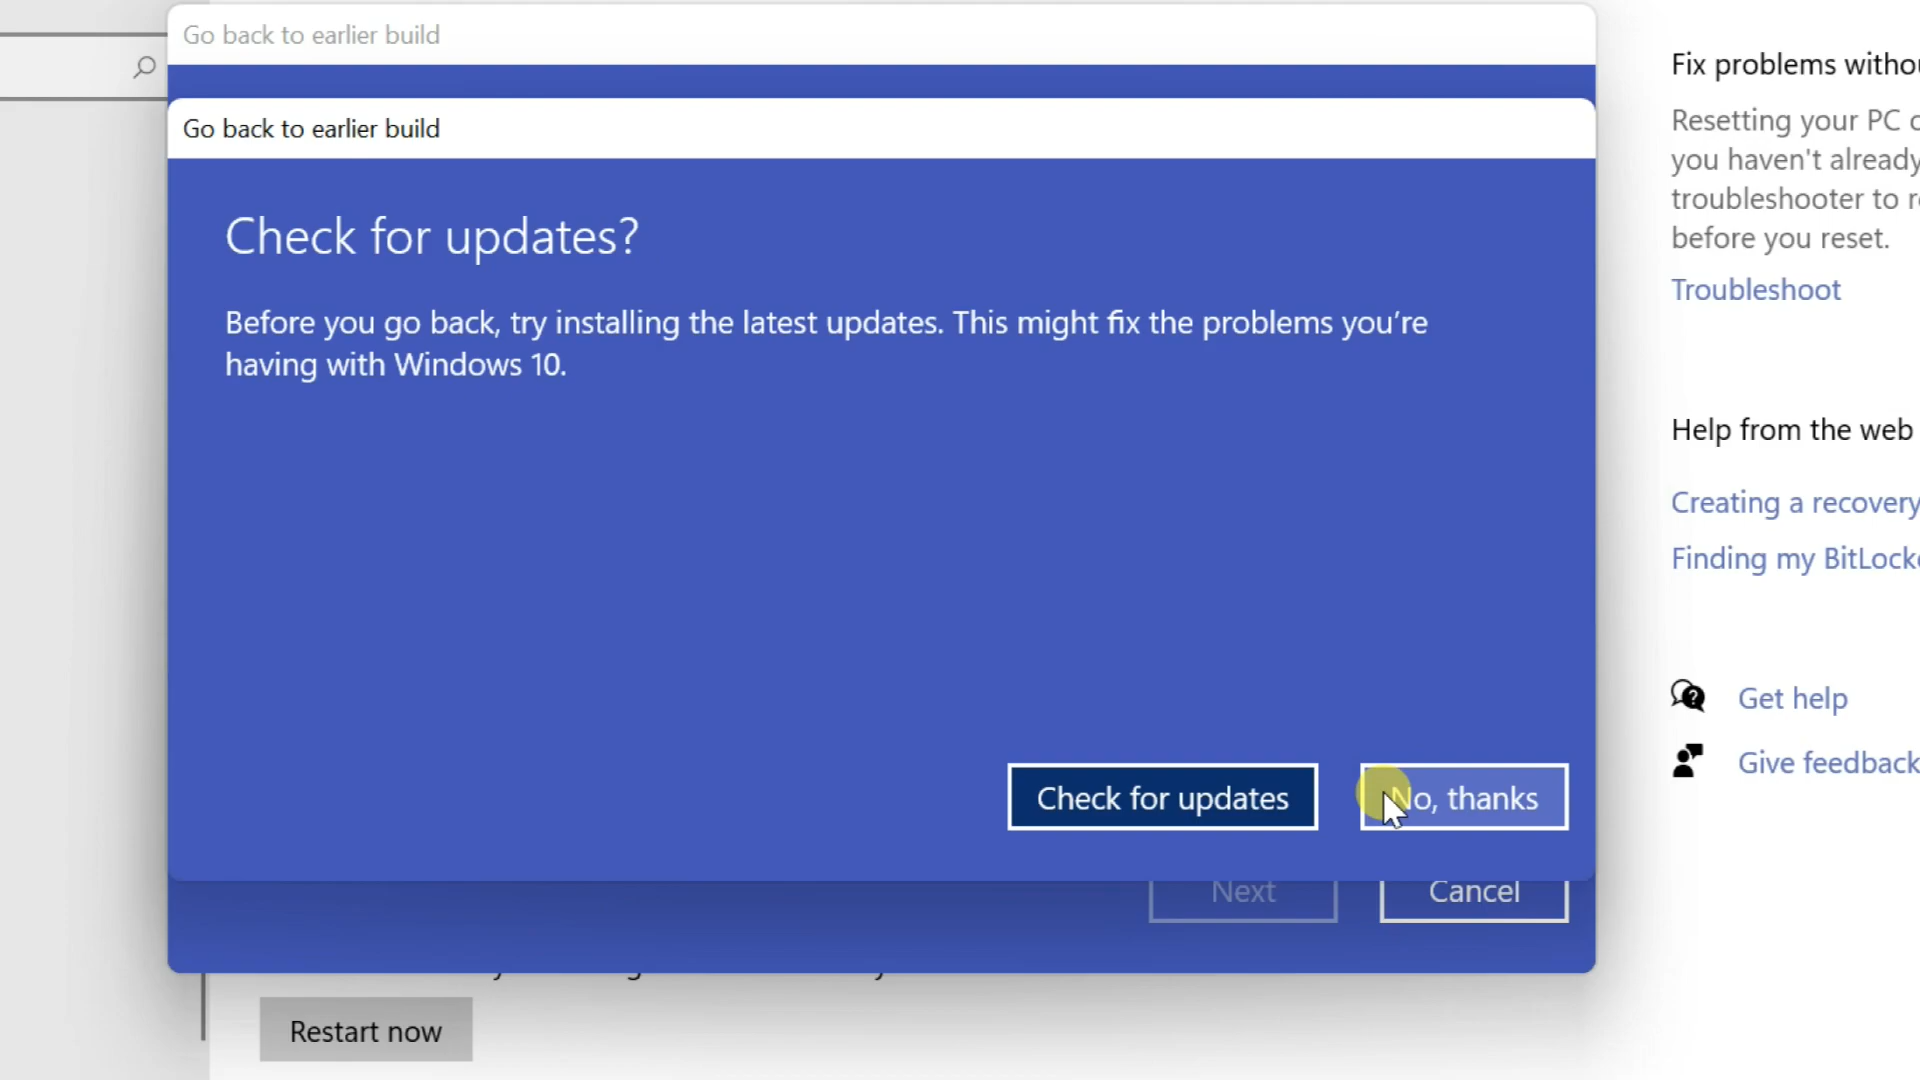 Go back to earlier build
Go back to earlier build
Check for updates?
Before you go back, try installing the latest updates. This might fix the problems you're
having with Windows 10.
Check for updates
No, thanks
Next
Cancel
Restart now
Fix problems
Resetting your PC
you haven't already
troubleshooter to
before you reset.
Troubleshoot
Help from the web
Creating a recovery
Finding my
Get help
Give feedback